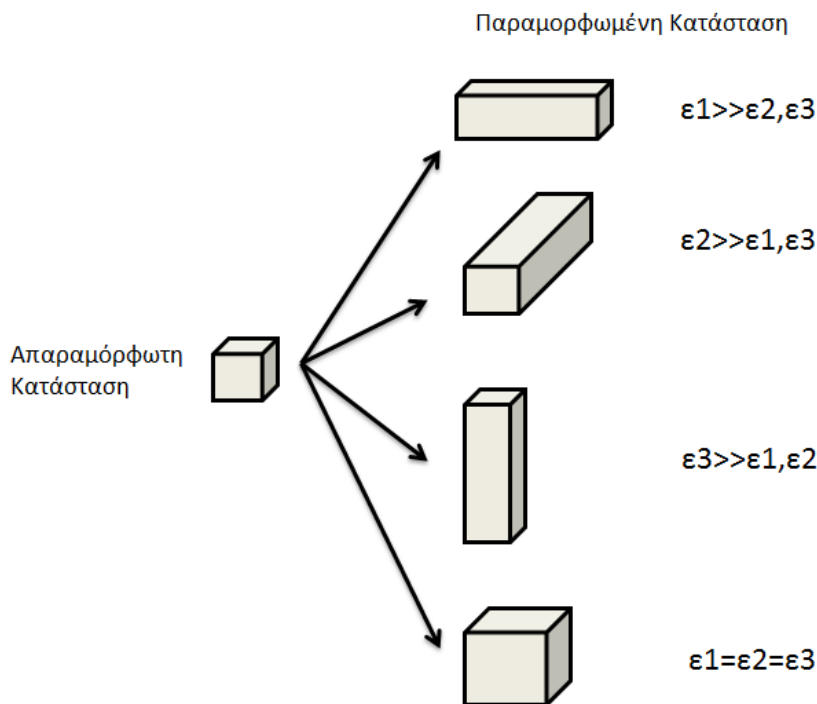 Παραμορφωμένη Κατάσταση
ε1>>ε2,ε3
ε2>>ε1,ε3
Απαραμόρφωτη
Κατάσταση
ε3>>ε1,ε2
ε1=ε2=ε3